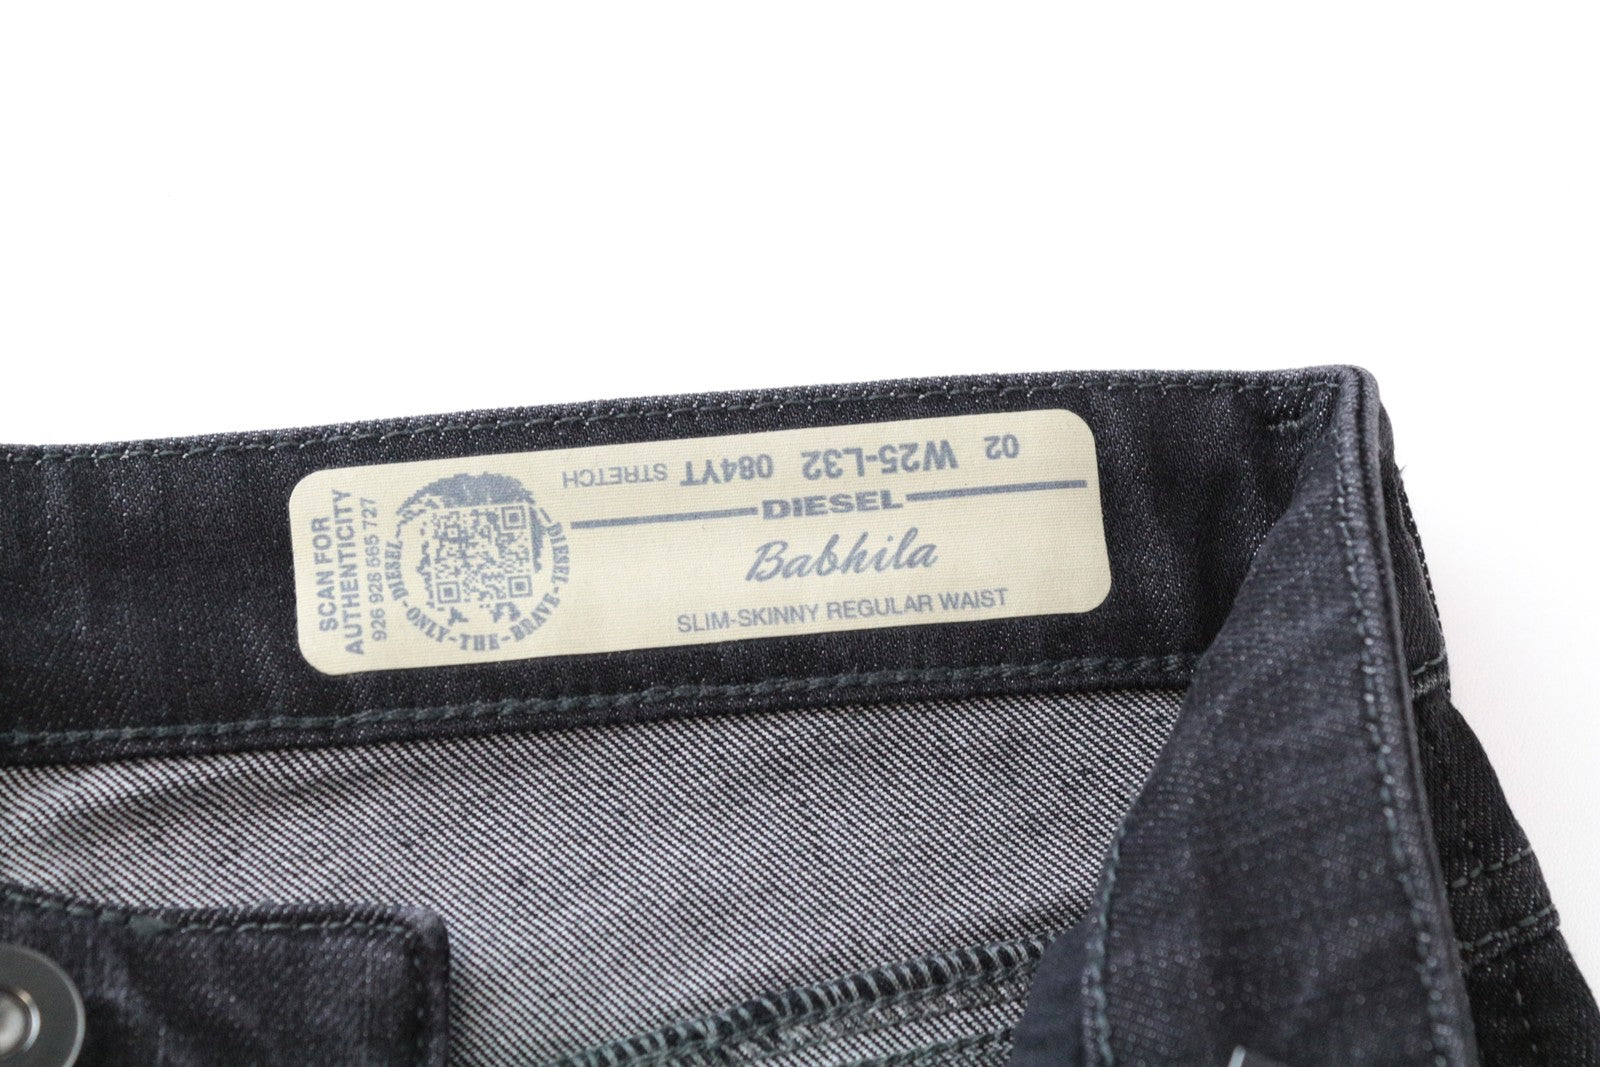 SCAN FOR
AUTHENTICITY
926 928 565 727
DIESEL
-ONLY-THE-BRAVE-
DIESEL
02 W25-L32 084YT STRETCH
DIESEL
Babhila
SLIM-SKINNY REGULAR WAIST